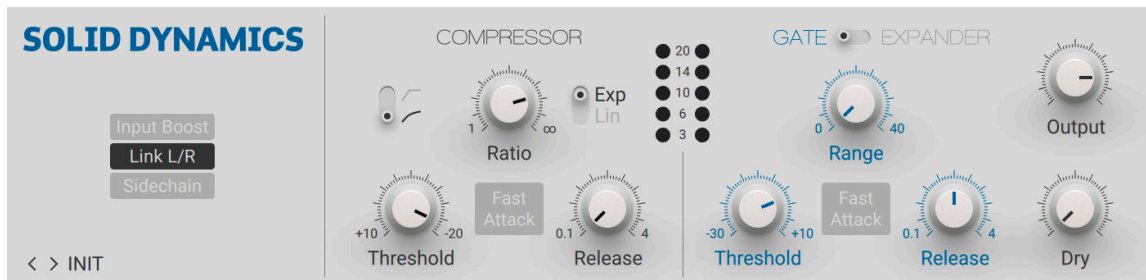 SOLID DYNAMICS
Input Boost
Link L/R
Sidechain
< > INIT
COMPRESSOR
1 ∞
Ratio
Exp
Lin
+10 -20
Threshold
Fast
Attack
0.1 4
Release
20
14
10
6
3
GATE EXPANDER
0 40
Range
-30 +10
Threshold
Fast
Attack
0.1 4
Release
Output
Dry